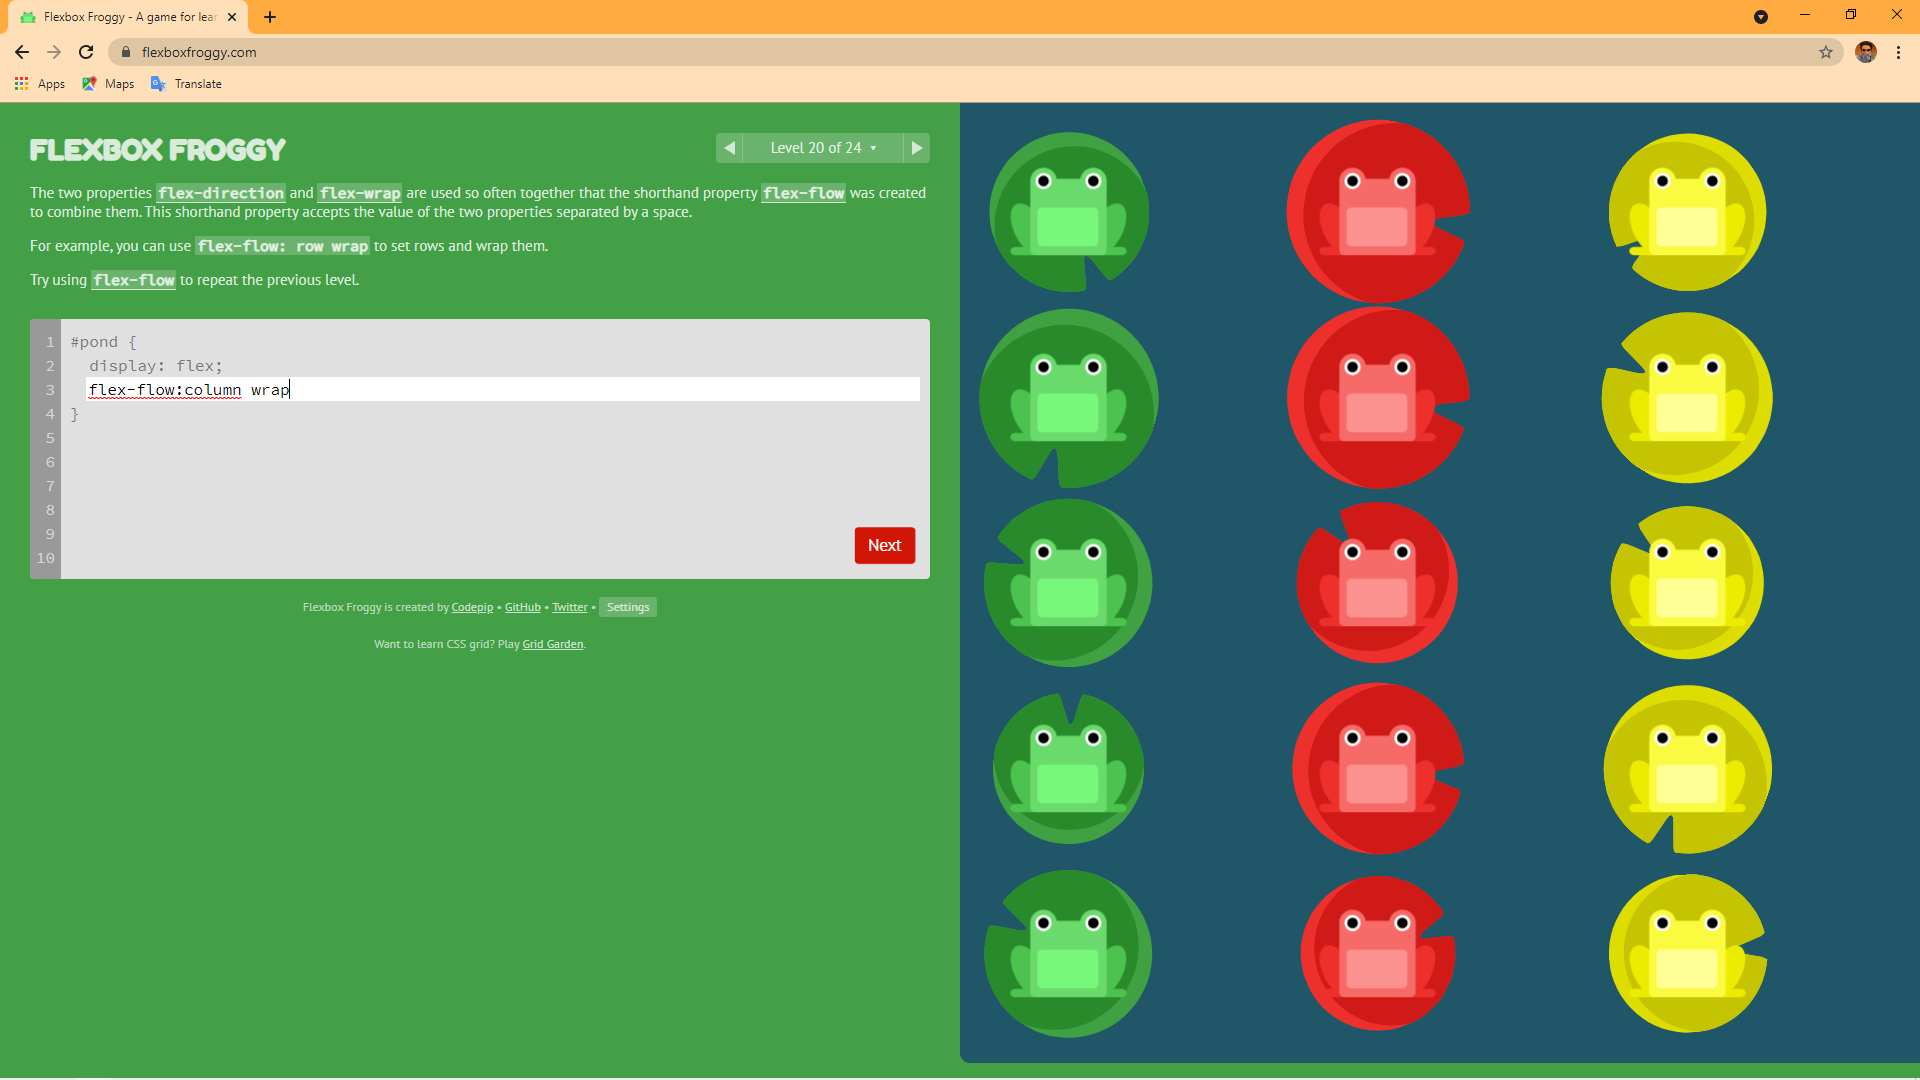 Flexbox Froggy - A game for lear
flexboxfroggy.com
Apps Maps Translate
FLEXBOX FROGGY
Level 20 of 24
The two properties flex-direction and flex-wrap are used so often together that the shorthand property flex-flow was created
to combine them. This shorthand property accepts the value of the two properties separated by a space.
For example, you can use flex-flow: row wrap to set rows and wrap them.
Try using flex-flow to repeat the previous level.
1 #pond {
2 display: flex;
3 flex-flow:column wrap
4 }
5
6
7
8
9
10
Next
Flexbox Froggy is created by Codepip • GitHub • Twitter • Settings
Want to learn CSS grid? Play Grid Garden.